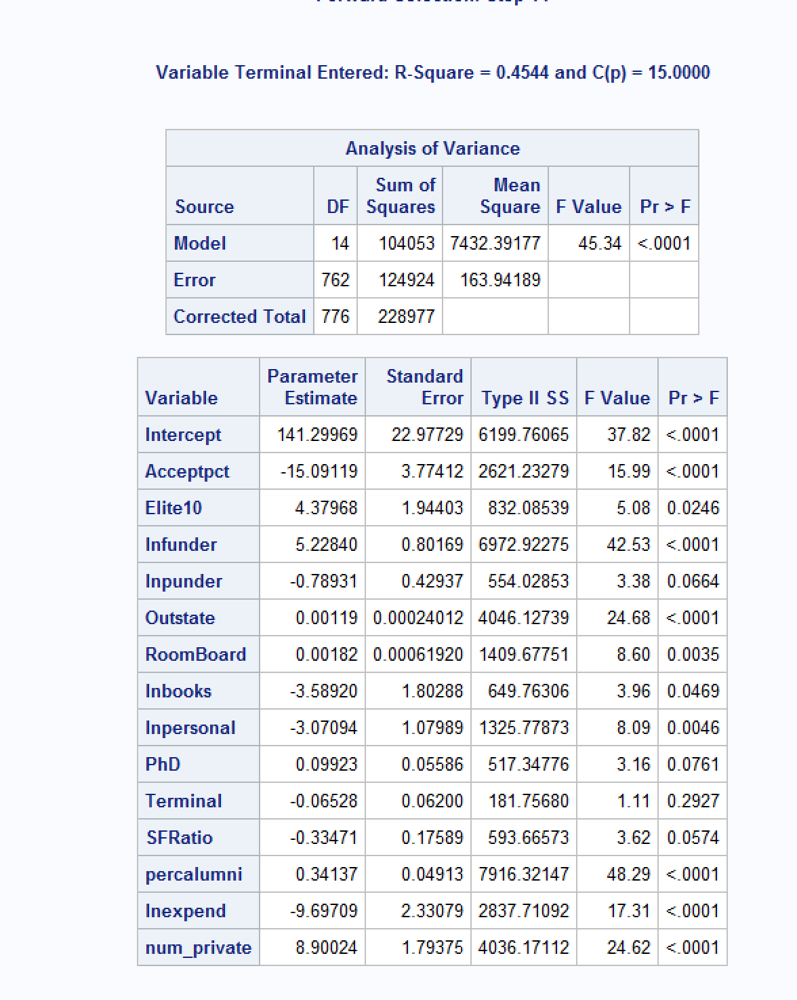 Variable Terminal Entered: R-Square = 0.4544 and C(p) = 15.0000
Analysis of Variance
Source DF Sum of Squares Mean Square F Value Pr > F
Model 14 104053 7432.39177 45.34 <.0001
Error 762 124924 163.94189
Corrected Total 776 228977
Variable Parameter Estimate Standard Error Type II SS F Value Pr > F
Intercept 141.29969 22.97729 6199.76065 37.82 <.0001
Acceptpct -15.09119 3.77412 2621.23279 15.99 <.0001
Elite10 4.37968 1.94403 832.08539 5.08 0.0246
lnfunder 5.22840 0.80169 6972.92275 42.53 <.0001
lnpunder -0.78931 0.42937 554.02853 3.38 0.0664
Outstate 0.00119 0.00024012 4046.12739 24.68 <.0001
RoomBoard 0.00182 0.00061920 1409.67751 8.60 0.0035
lnbooks -3.58920 1.80288 649.76306 3.96 0.0469
lnpersonal -3.07094 1.07989 1325.77873 8.09 0.0046
PhD 0.09923 0.05586 517.34776 3.16 0.0761
Terminal -0.06528 0.06200 181.75680 1.11 0.2927
SFRatio -0.33471 0.17589 593.66573 3.62 0.0574
percalumni 0.34137 0.04913 7916.32147 48.29 <.0001
lnexpend -9.69709 2.33079 2837.71092 17.31 <.0001
num_private 8.90024 1.79375 4036.17112 24.62 <.0001